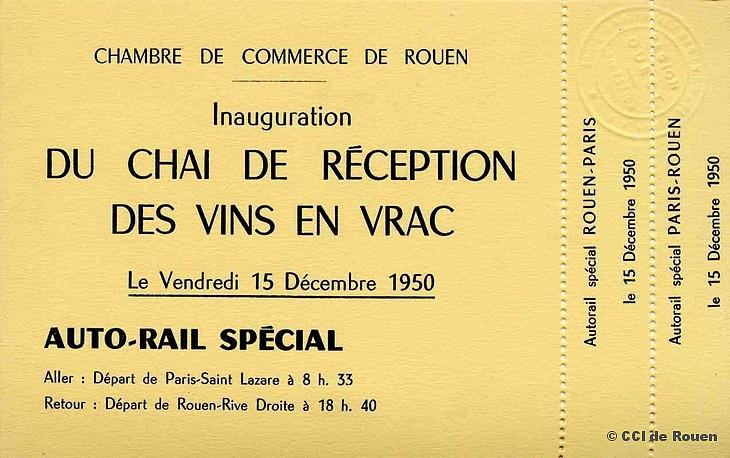 CHAMBRE DE COMMERCE DE ROUEN
Inauguration
DU CHAI DE RÉCEPTION
DES VINS EN VRAC
Le Vendredi 15 Décembre 1950
AUTO-RAIL SPÉCIAL
Aller : Départ de Paris-Saint Lazare à 8 h. 33
Retour : Départ de Rouen-Rive Droite à 18 h. 40
Autorail spécial ROUEN-PARIS
le 15 Décembre 1950
Autorail spécial PARIS-ROUEN
le 15 Décembre 1950
RÉGION
OUEST
© CCI de Rouen